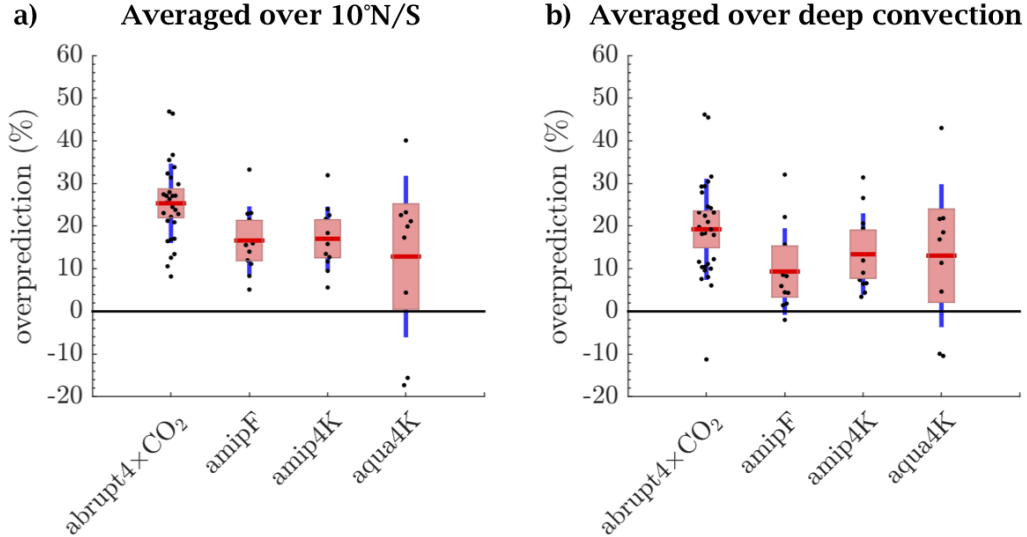 a) Averaged over 10°N/S
overprediction (%)
60
50
40
30
20
10
0
-10
-20
abrupt4×CO₂
amipF
amip4K
aqua4K
b) Averaged over deep convection
overprediction (%)
60
50
40
30
20
10
0
-10
-20
abrupt4×CO₂
amipF
amip4K
aqua4K